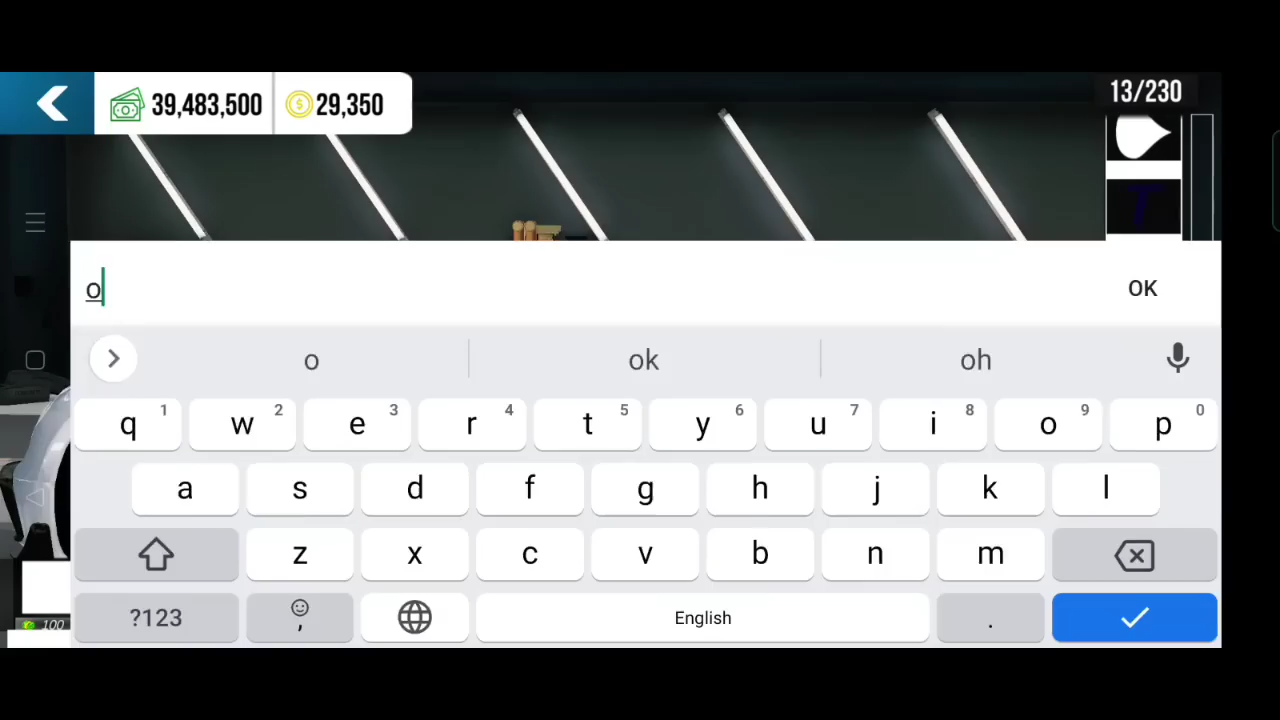 39,483,500 29,350 13/230
T
o OK
o ok oh
q 1 w 2 e 3 r 4 t 5 y 6 u 7 i 8 o 9 p 0
a s d f g h j k l
z x c v b n m
?123 , English .
100